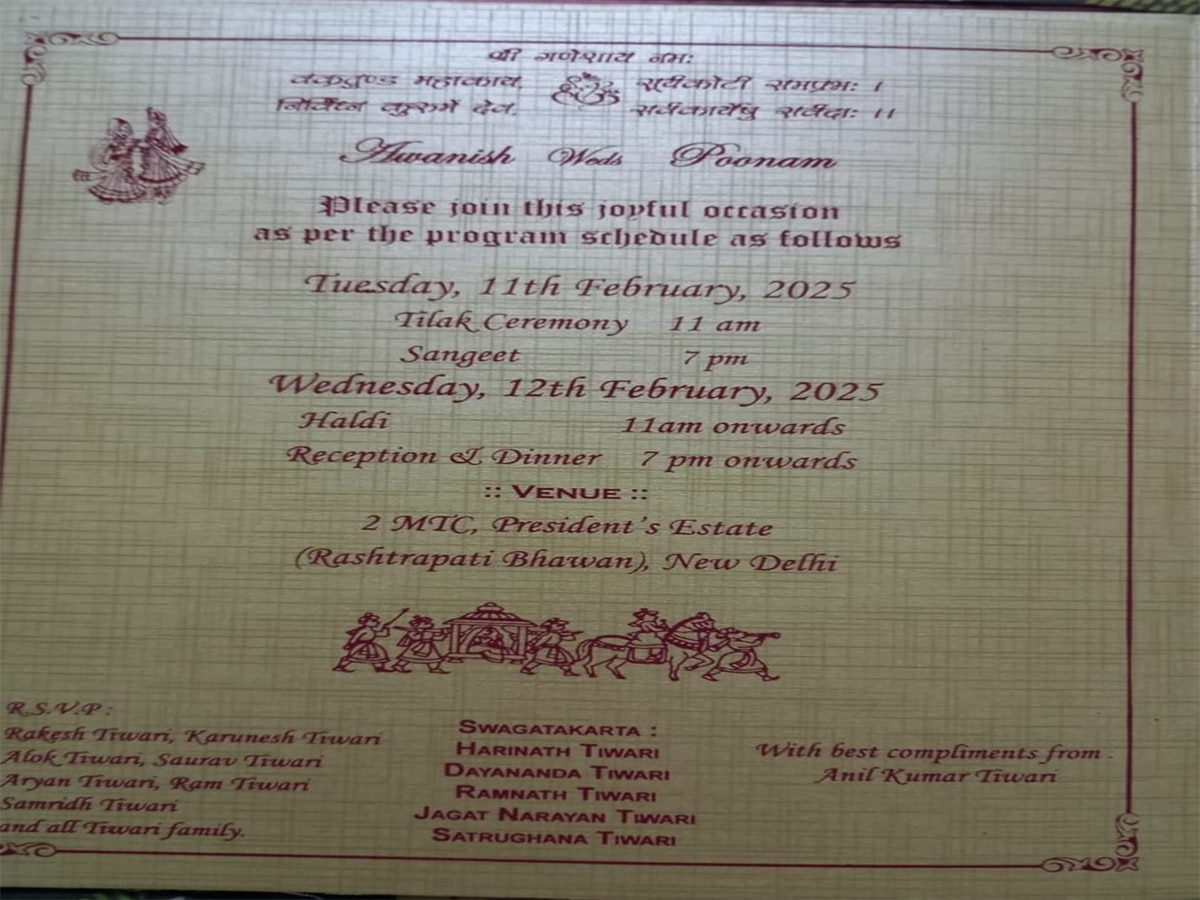 श्री गणेशाय नमः
वक्रतुण्ड महाकाय, सूर्यकोटी समप्रभः ।
निर्विघ्न कुरुमे देव, सर्वकार्येषु सर्वदाः ।।
Awanish Weds Poonam
Please join this joyful occasion
as per the program schedule as follows
Tuesday, 11th February, 2025
Tilak Ceremony 11 am
Sangeet 7 pm
Wednesday, 12th February, 2025
Haldi 11am onwards
Reception & Dinner 7 pm onwards
:: VENUE ::
2 MTC, President's Estate
(Rashtrapati Bhawan), New Delhi
R.S.V.P :
Rakesh Tiwari, Karunesh Tiwari
Alok Tiwari, Saurav Tiwari
Aryan Tiwari, Ram Tiwari
Samridh Tiwari
and all Tiwari family.
SWAGATAKARTA :
HARINATH TIWARI
DAYANANDA TIWARI
RAMNATH TIWARI
JAGAT NARAYAN TIWARI
SATRUGHANA TIWARI
With best compliments from .
Anil Kumar Tiwari